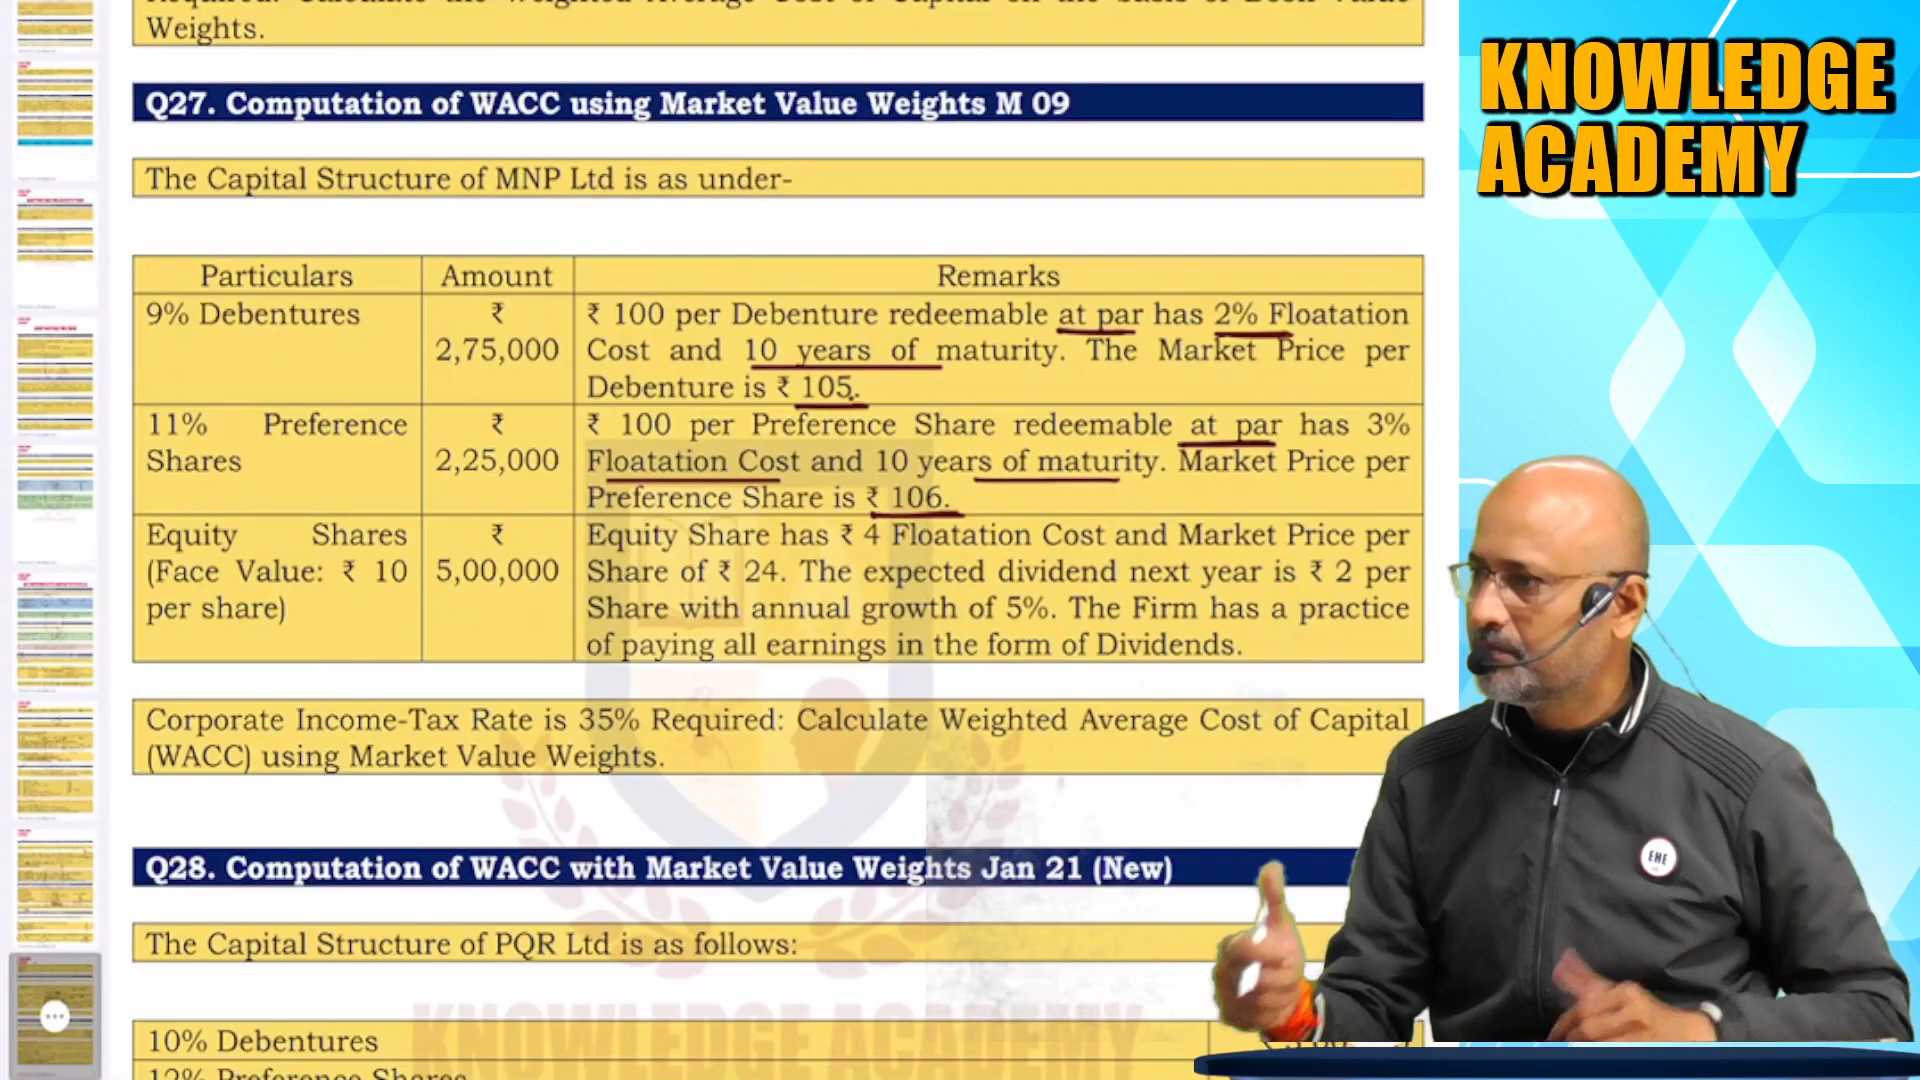 Weights.
KNOWLEDGE
ACADEMY
Q27. Computation of WACC using Market Value Weights M 09
The Capital Structure of MNP Ltd is as under-
Particulars
Amount
Remarks
9% Debentures
₹
2,75,000
₹ 100 per Debenture redeemable at par has 2% Floatation
Cost and 10 years of maturity. The Market Price per
Debenture is ₹ 105.
11% Preference
Shares
₹
2,25,000
₹ 100 per Preference Share redeemable at par has 3%
Floatation Cost and 10 years of maturity. Market Price per
Preference Share is ₹ 106.
Equity Shares
(Face Value: ₹ 10
per share)
₹
5,00,000
Equity Share has ₹ 4 Floatation Cost and Market Price per
Share of ₹ 24. The expected dividend next year is ₹ 2 per
Share with annual growth of 5%. The Firm has a practice
of paying all earnings in the form of Dividends.
Corporate Income-Tax Rate is 35% Required: Calculate Weighted Average Cost of Capital
(WACC) using Market Value Weights.
Q28. Computation of WACC with Market Value Weights Jan 21 (New)
The Capital Structure of PQR Ltd is as follows:
10% Debentures
12% Preference Shares
KNOWLEDGE ACADEMY
EHE